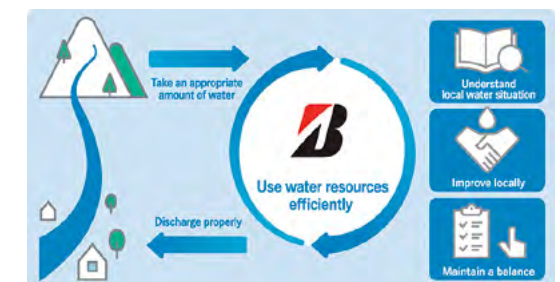 Take an appropriate
amount of water
Use water resources
efficiently
Discharge properly
Understand
local water situation
Improve locally
Maintain a balance